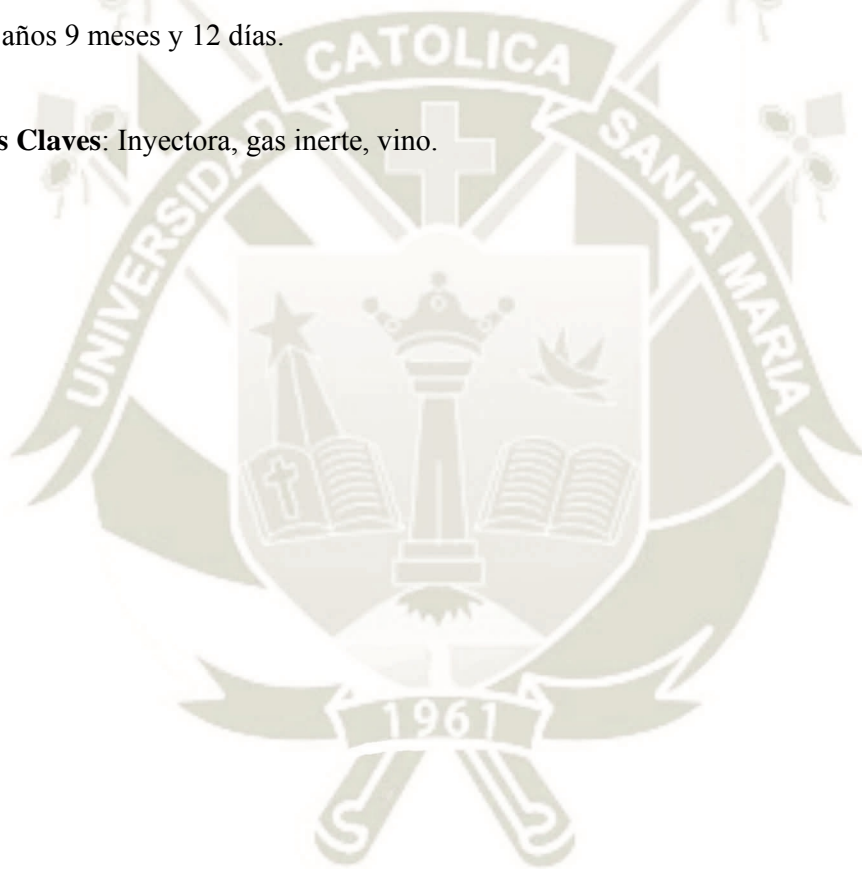 años 9 meses y 12 días.
s Claves: Inyectora, gas inerte, vino.
UNIVERSIDAD CATOLICA SANTA MARIA
1961